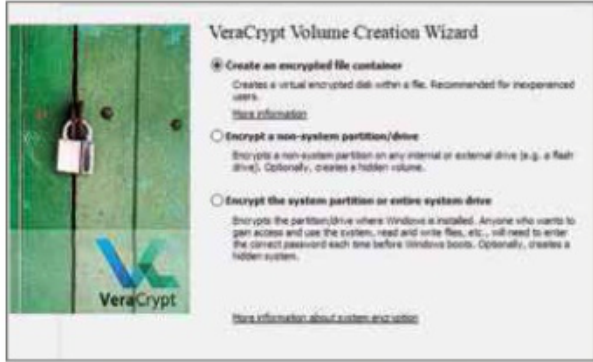 VeraCrypt Volume Creation Wizard
Create an encrypted file container
Creates a virtual encrypted disk within a file. Recommended for inexperienced
users.
More information
Encrypt a non-system partition/drive
Encrypts a non-system partition on any internal or external drive (e.g. a flash
drive). Optionally, creates a hidden volume.
Encrypt the system partition or entire system drive
Encrypts the partition/drive where Windows is installed. Anyone who wants to
gain access and use the system, read and write files, etc., will need to enter
the correct password each time before Windows boots. Optionally, creates a
hidden system.
VeraCrypt
More information about system encryption